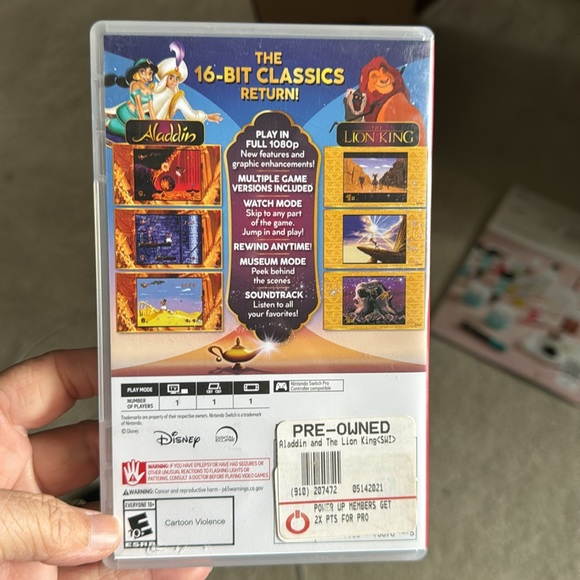 THE
16-BIT CLASSICS
RETURN!
Aladdin
THE
LION KING
PLAY IN
FULL 1080p
New features and
graphic enhancements!
MULTIPLE GAME
VERSIONS INCLUDED
WATCH MODE
Skip to any part
of the game.
Jump in and play!
REWIND ANYTIME!
MUSEUM MODE
Peek behind
the scenes
SOUNDTRACK
Listen to all
your favorites!
PLAY MODE
NUMBER
OF PLAYERS
1
1
1
Nintendo Switch Pro
Controller compatible
Trademarks are property of their respective owners. Nintendo Switch is a trademark
of Nintendo.
© Disney
Disney
DIGITAL
ECLIPSE
WARNING: IF YOU HAVE EPILEPSY OR HAVE HAD SEIZURES OR
OTHER UNUSUAL REACTIONS TO FLASHING LIGHTS OR
PATTERNS, CONSULT A DOCTOR BEFORE PLAYING VIDEO GAMES
WARNING: Cancer and reproductive harm - p65warnings.ca.gov
EVERYONE 10+
E
10+
ESRB
Cartoon Violence
PRE-OWNED
Aladdin and The Lion King<SWI>
(910) 207472 05142021
POWER UP MEMBERS GET
2X PTS FOR PRO